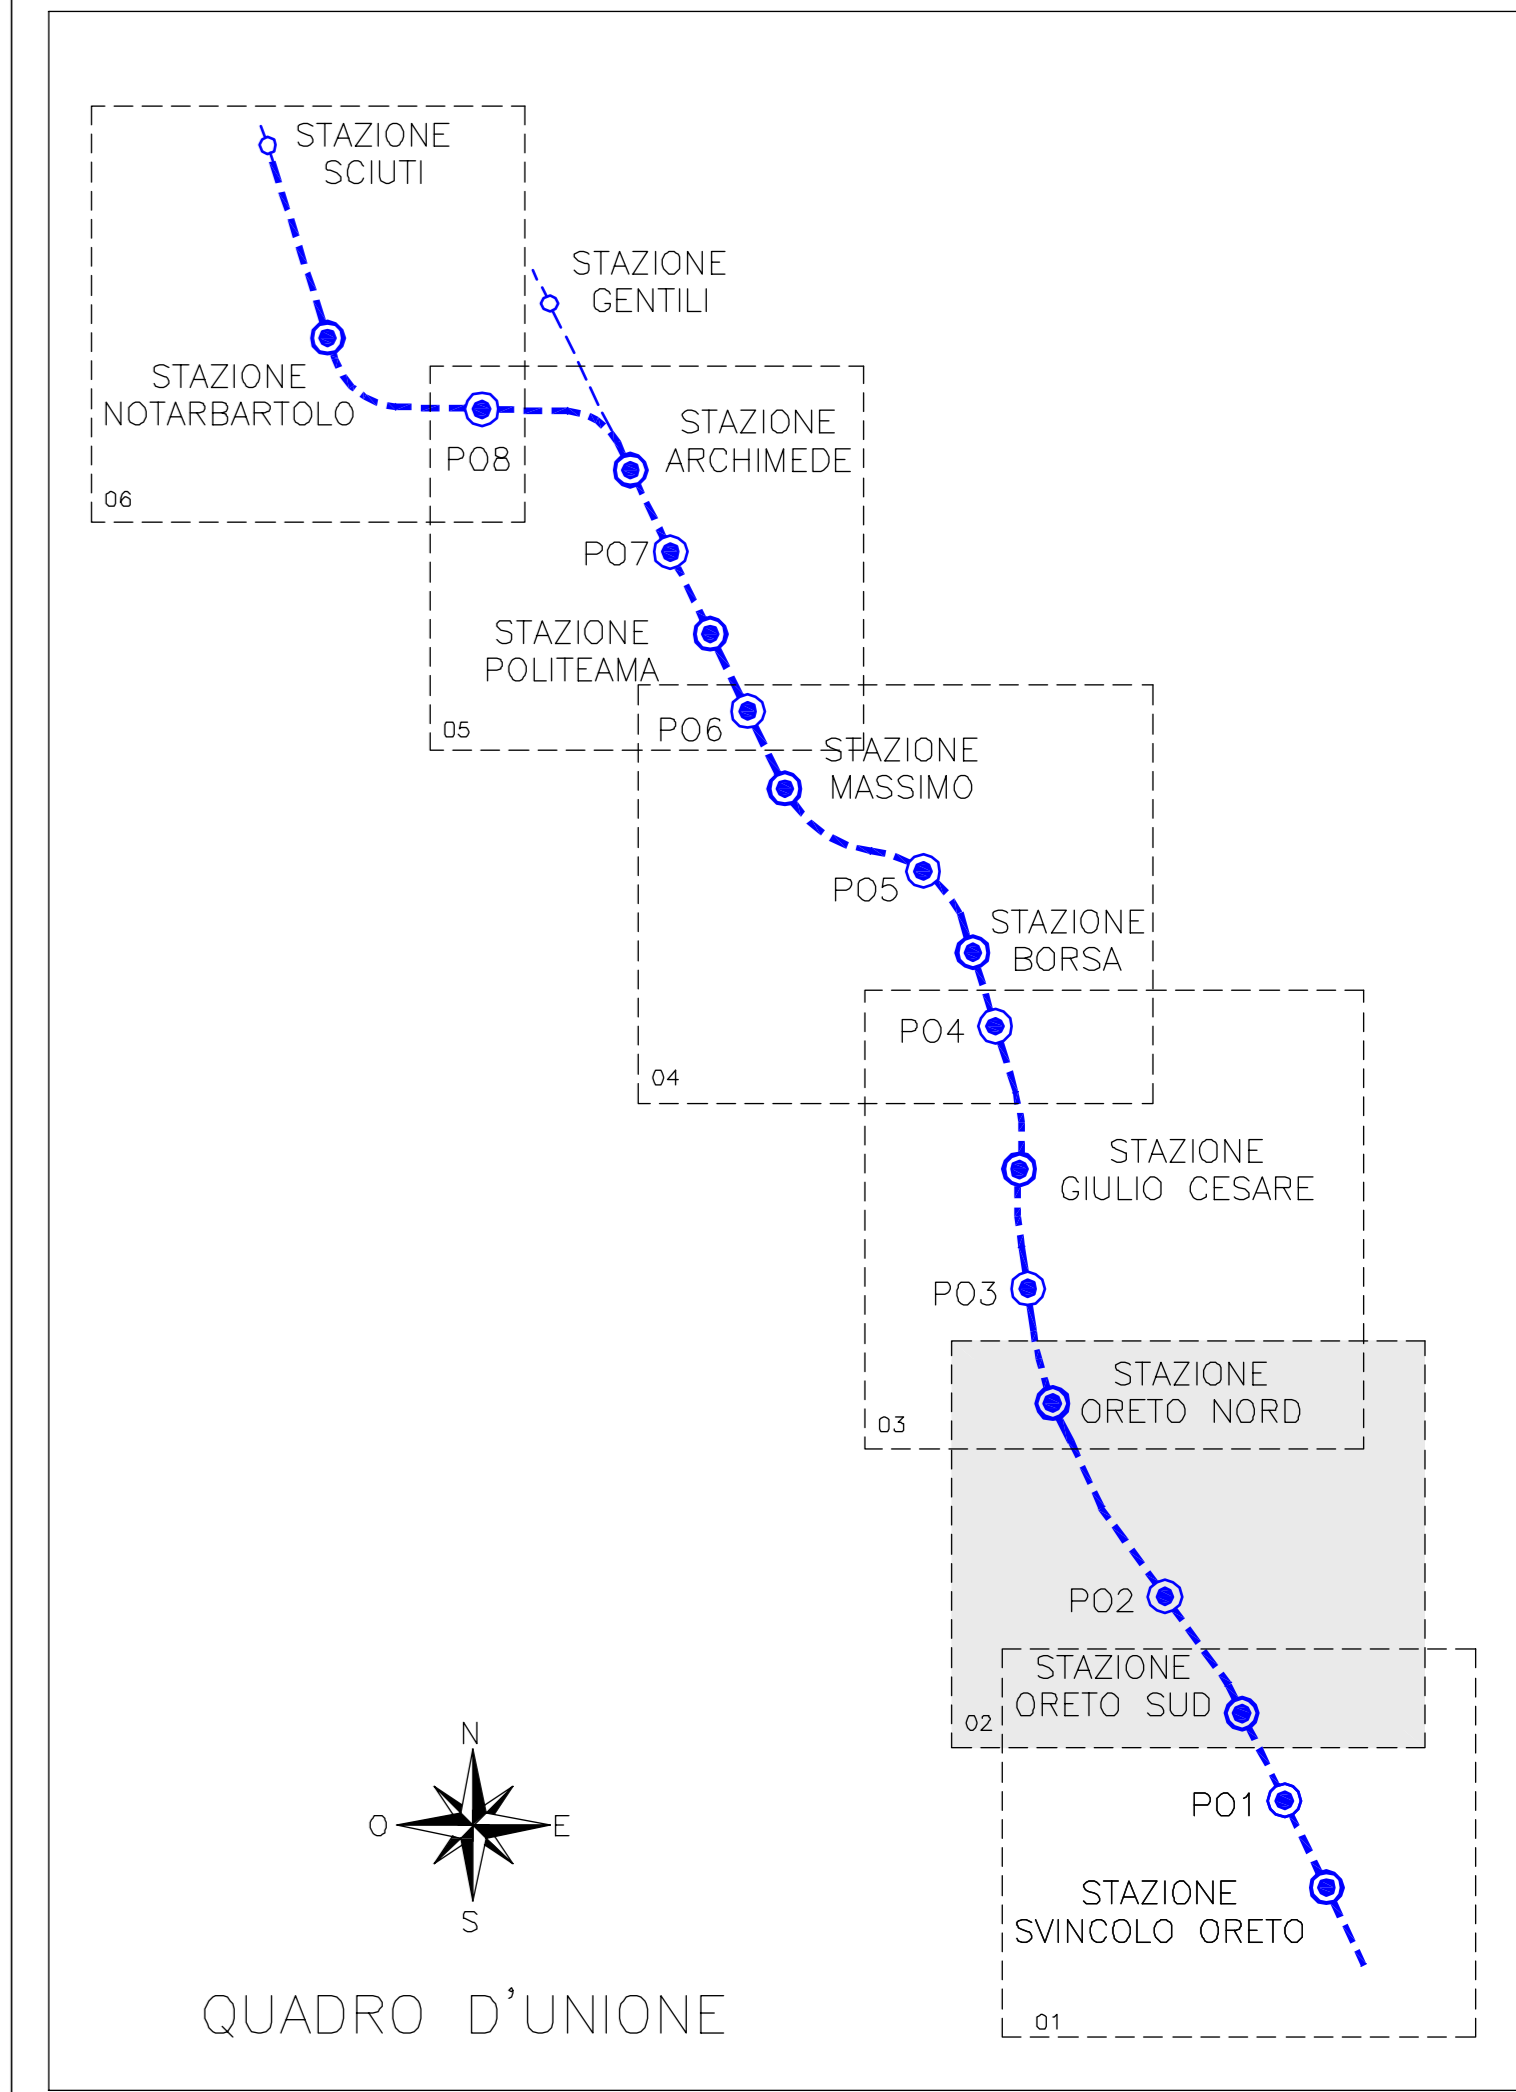 STAZIONE
SCIUTI
STAZIONE
GENTILI
STAZIONE
NOTARBARTOLO
PO8
06
STAZIONE
ARCHIMEDE
PO7
STAZIONE
POLITEAMA
05
PO6
STAZIONE
MASSIMO
PO5
STAZIONE
BORSA
PO4
04
STAZIONE
GIULIO CESARE
PO3
STAZIONE
ORETO NORD
03
PO2
STAZIONE
ORETO SUD
02
PO1
STAZIONE
SVINCOLO ORETO
01
N
O
E
S
QUADRO D'UNIONE